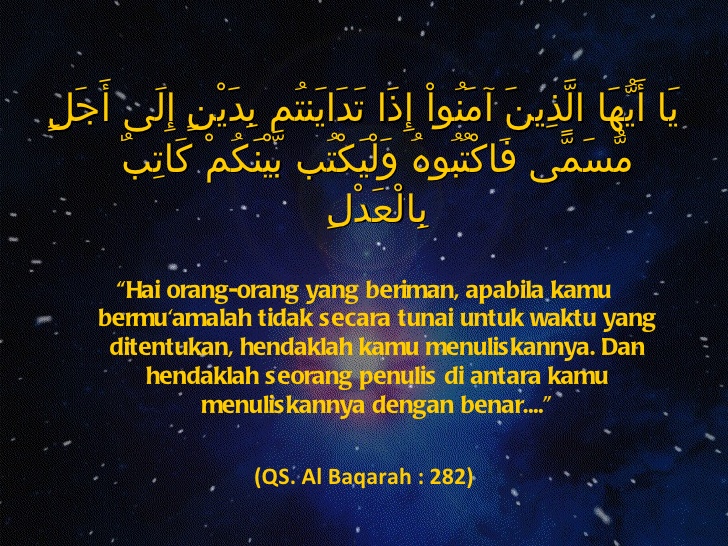 يَا أَيُّهَا الَّذِينَ آمَنُواْ إِذَا تَدَايَنتُم بِدَيْنٍ إِلَى أَجَلٍ
مُّسَمًّى فَاكْتُبُوهُ وَلْيَكْتُب بَّيْنَكُمْ كَاتِبٌ
بِالْعَدْلِ
“Hai orang-orang yang beriman, apabila kamu
bermu‘amalah tidak secara tunai untuk waktu yang
ditentukan, hendaklah kamu menuliskannya. Dan
hendaklah seorang penulis di antara kamu
menuliskannya dengan benar....”
(QS. Al Baqarah : 282)